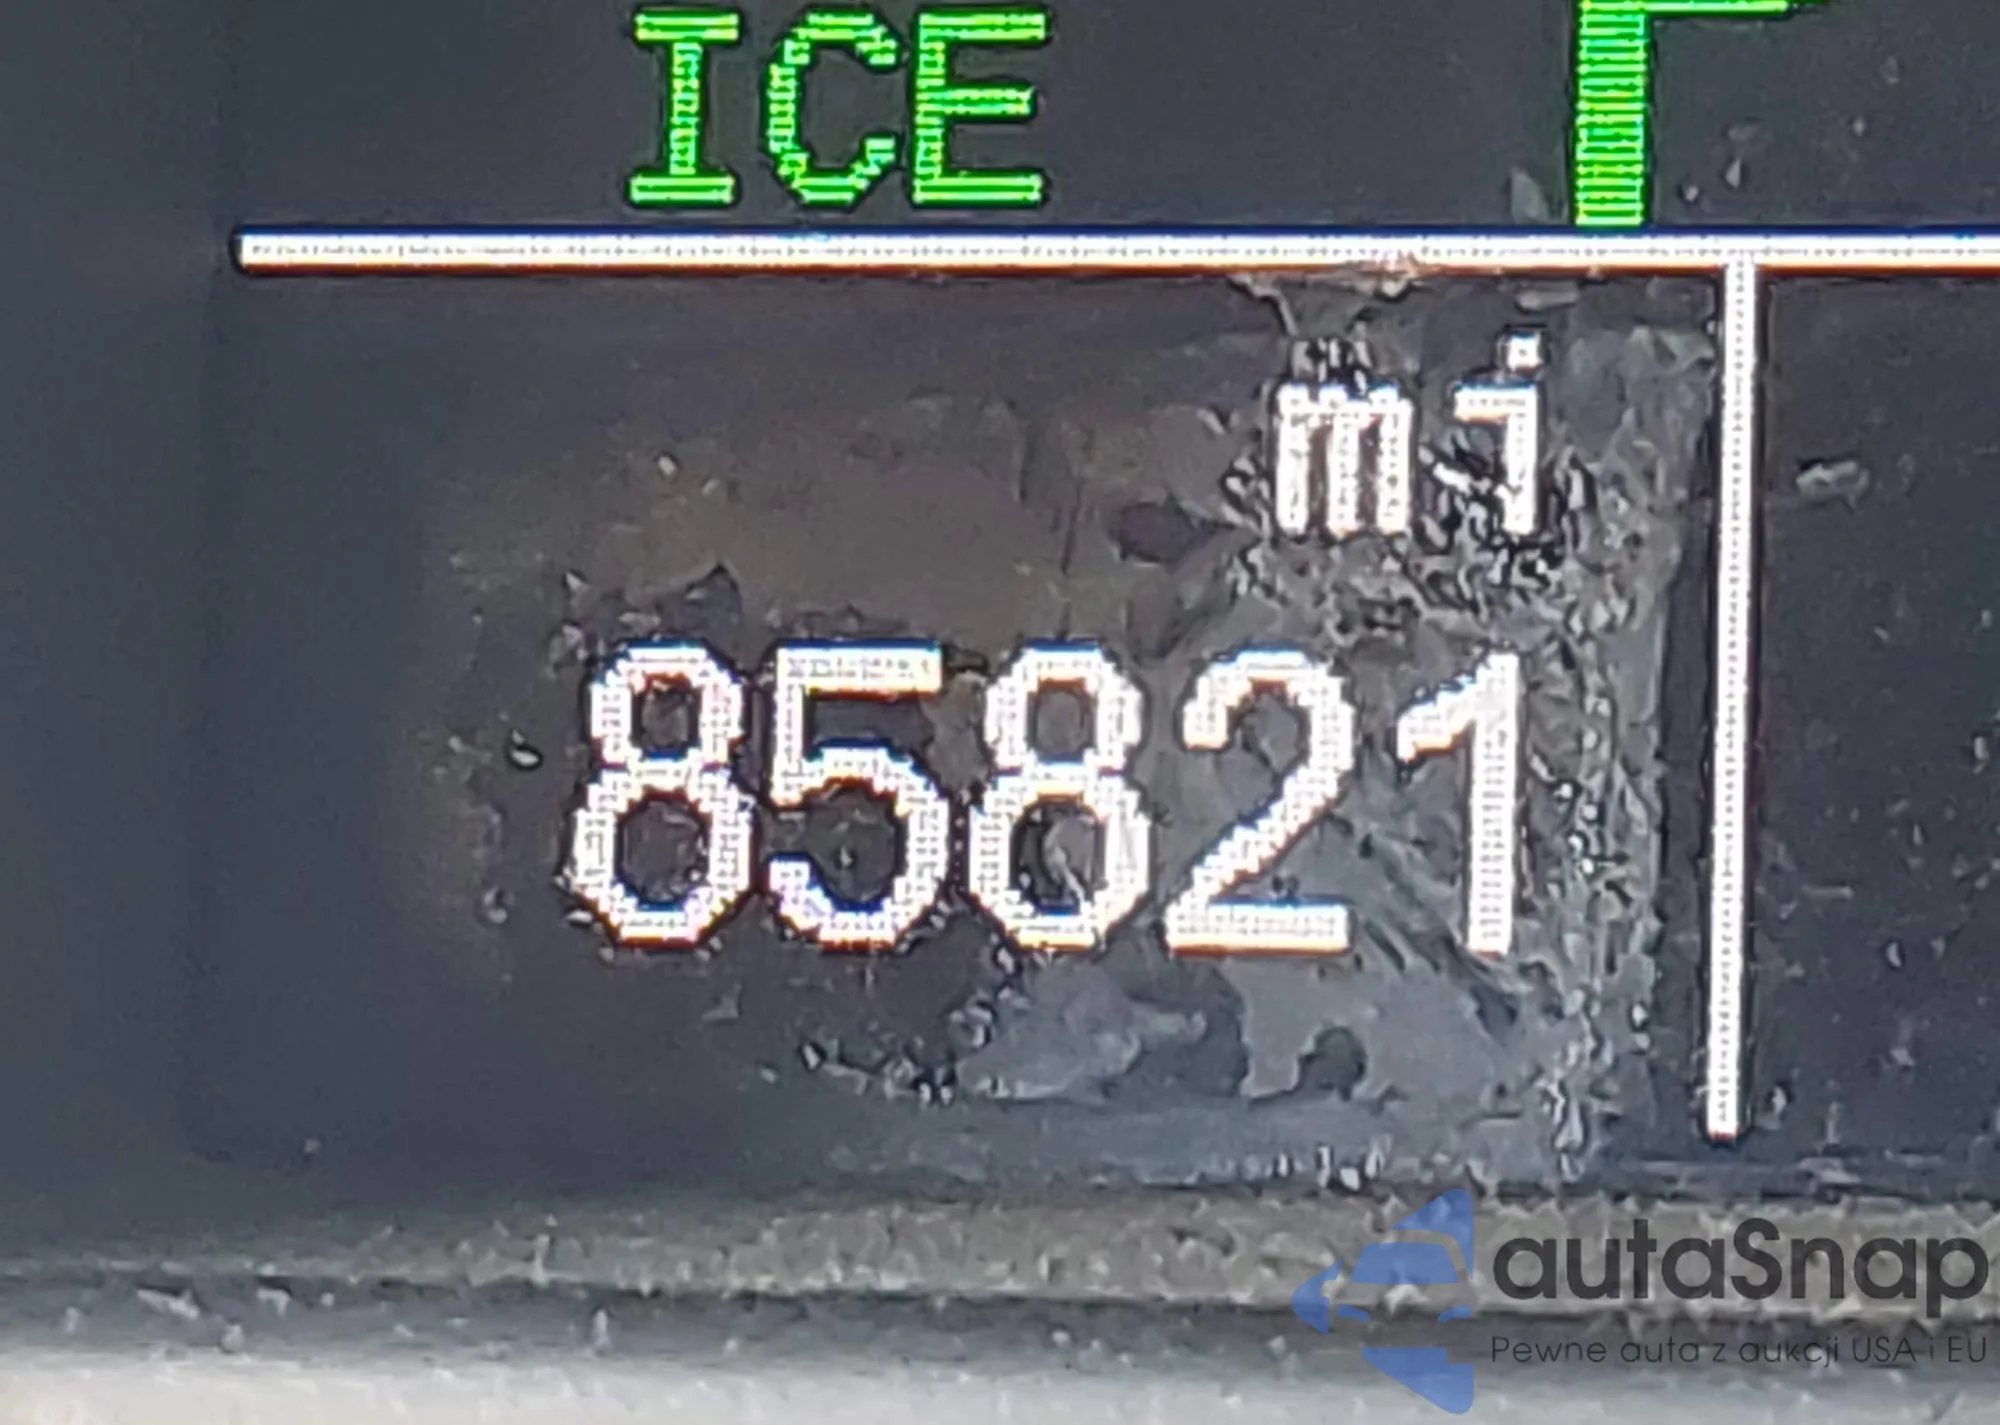 ICE P
mi
85821
autaSnap
Pewne auta z aukcji USA i EU